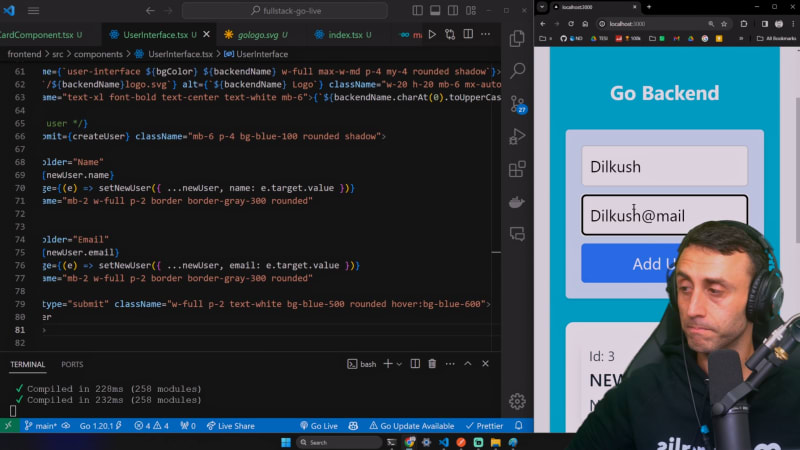 fullstack-go-live
CardComponent.tsx
UserInterface.tsx
gologo.svg U
index.tsx
frontend > src > components > UserInterface.tsx > UserInterface
61 me={`user-interface ${bgColor} ${backendName} w-full max-w-md p-4 my-4 rounded shadow`}>
62 /${backendName}logo.svg`} alt={`${backendName} Logo`} className="w-20 h-20 mb-6 mx-auto
63 me="text-xl font-bold text-center text-white mb-6">{`${backendName.charAt(0).toUpperCas
64
65 user */}
66 bmit={createUser} className="mb-6 p-4 bg-blue-100 rounded shadow">
67
68 holder="Name"
69 {newUser.name}
70 ge={(e) => setNewUser({ ...newUser, name: e.target.value })}
71 ame="mb-2 w-full p-2 border border-gray-300 rounded"
72
73
74 holder="Email"
75 {newUser.email}
76 ge={(e) => setNewUser({ ...newUser, email: e.target.value })}
77 ame="mb-2 w-full p-2 border border-gray-300 rounded"
78
79 type="submit" className="w-full p-2 text-white bg-blue-500 rounded hover:bg-blue-600">
80 er
81 >
82
TERMINAL PORTS
bash
✓ Compiled in 228ms (258 modules)
✓ Compiled in 232ms (258 modules)
main* Go 1.20.1 4 4 0 Live Share Go Live Go Update Available Prettier
27
localhost:3000
localhost:3000
All Bookmarks
Go Backend
Dilkush
Dilkush@mail
Add U
Id: 3
NEW
Search